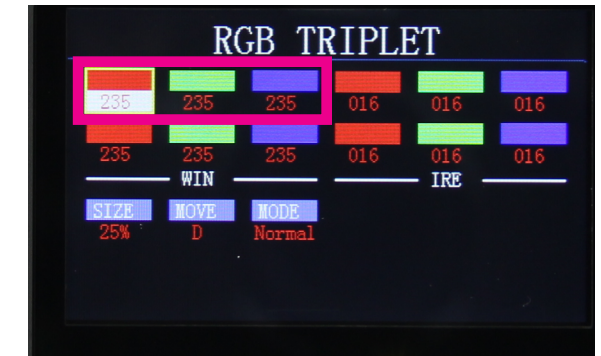 RGB TRIPLET
235 235 235 016 016 016
235 235 235 016 016 016
WIN IRE
SIZE MOVE MODE
25% D Normal